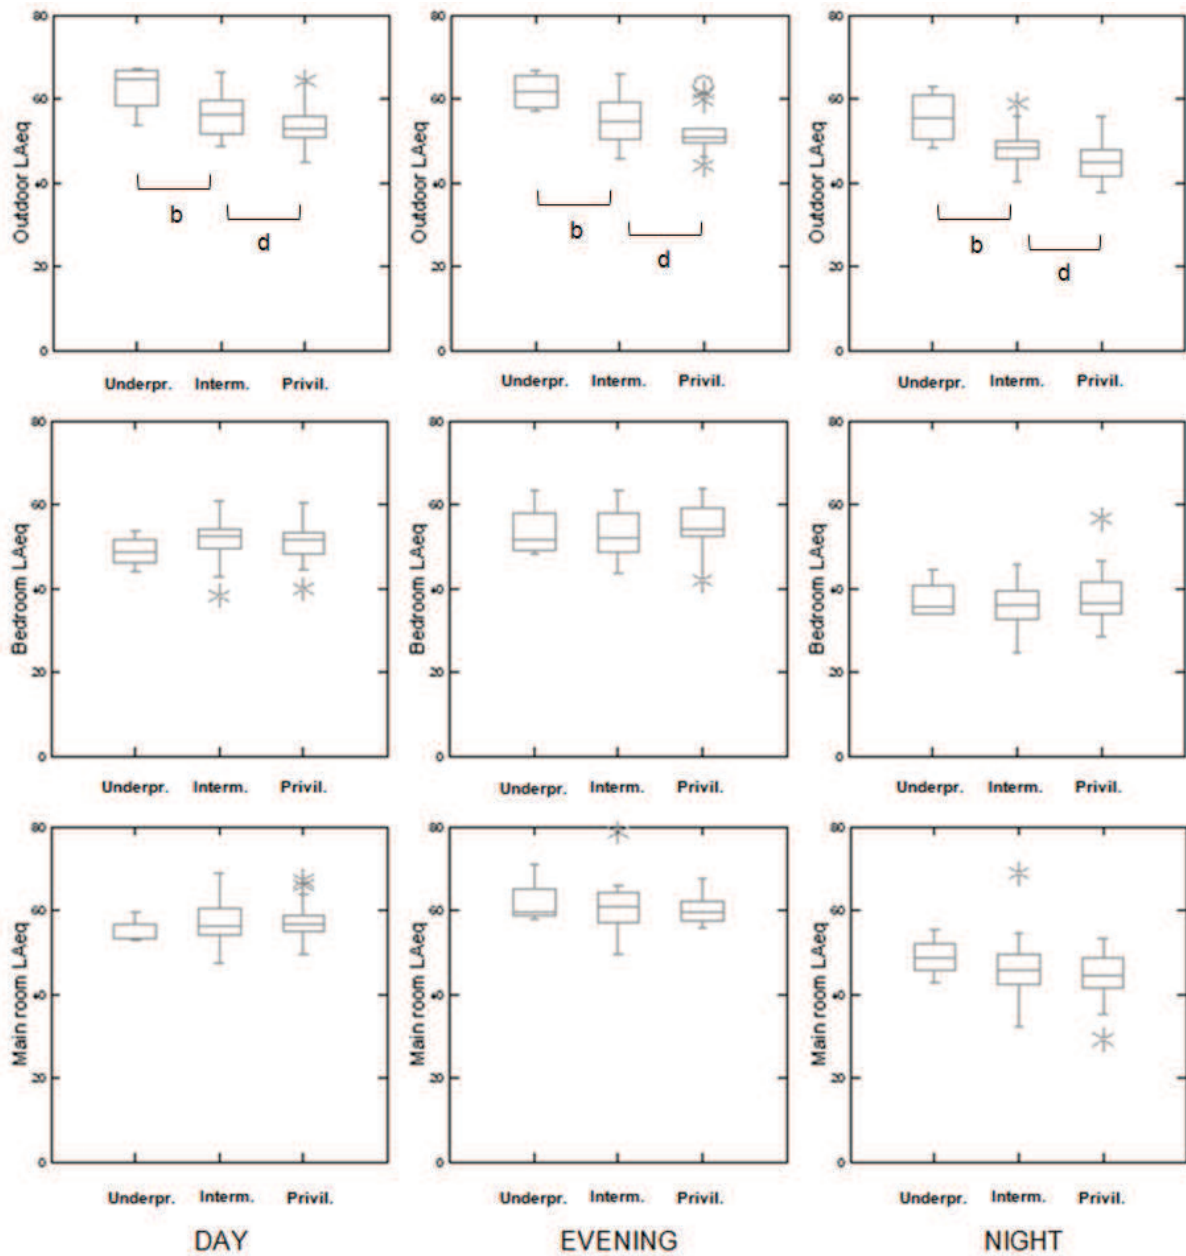 80 80 80
60 60 60
Outdoor LAeq Outdoor LAeq Outdoor LAeq
40 40 40
b b b
d d d
20 20 20
0 0 0
Underpr. Interm. Privil. Underpr. Interm. Privil. Underpr. Interm. Privil.
80 80 80
60 60 60
Bedroom LAeq Bedroom LAeq Bedroom LAeq
40 40 40
20 20 20
0 0 0
Underpr. Interm. Privil. Underpr. Interm. Privil. Underpr. Interm. Privil.
80 80 80
60 60 60
Main room LAeq Main room LAeq Main room LAeq
40 40 40
20 20 20
0 0 0
Underpr. Interm. Privil. Underpr. Interm. Privil. Underpr. Interm. Privil.
DAY EVENING NIGHT